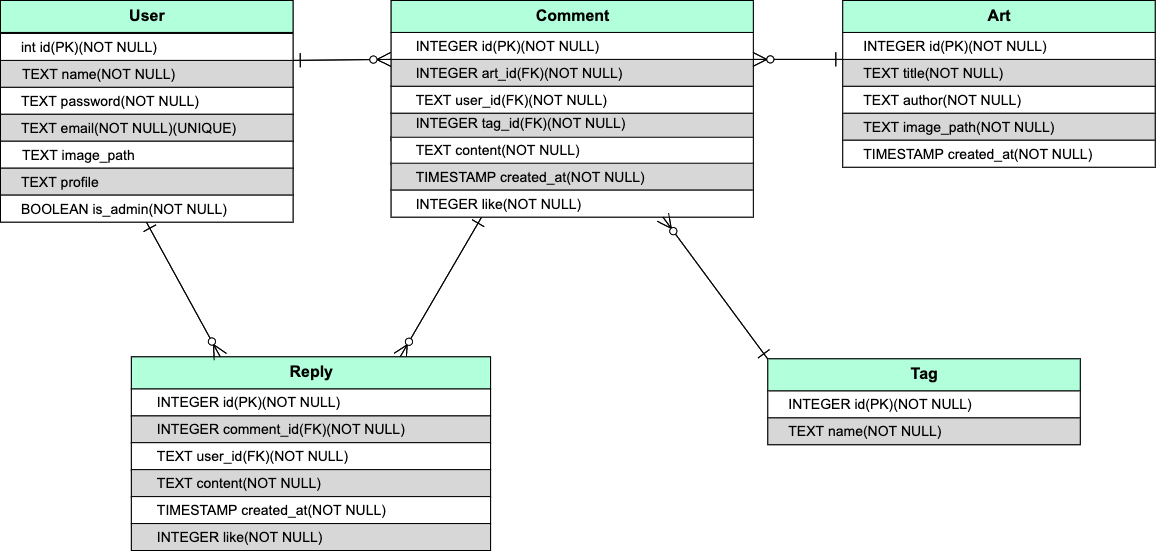 User
int id(PK)(NOT NULL)
TEXT name(NOT NULL)
TEXT password(NOT NULL)
TEXT email(NOT NULL)(UNIQUE)
TEXT image_path
TEXT profile
BOOLEAN is_admin(NOT NULL)
Comment
INTEGER id(PK)(NOT NULL)
INTEGER art_id(FK)(NOT NULL)
TEXT user_id(FK)(NOT NULL)
INTEGER tag_id(FK)(NOT NULL)
TEXT content(NOT NULL)
TIMESTAMP created_at(NOT NULL)
INTEGER like(NOT NULL)
Art
INTEGER id(PK)(NOT NULL)
TEXT title(NOT NULL)
TEXT author(NOT NULL)
TEXT image_path(NOT NULL)
TIMESTAMP created_at(NOT NULL)
Reply
INTEGER id(PK)(NOT NULL)
INTEGER comment_id(FK)(NOT NULL)
TEXT user_id(FK)(NOT NULL)
TEXT content(NOT NULL)
TIMESTAMP created_at(NOT NULL)
INTEGER like(NOT NULL)
Tag
INTEGER id(PK)(NOT NULL)
TEXT name(NOT NULL)